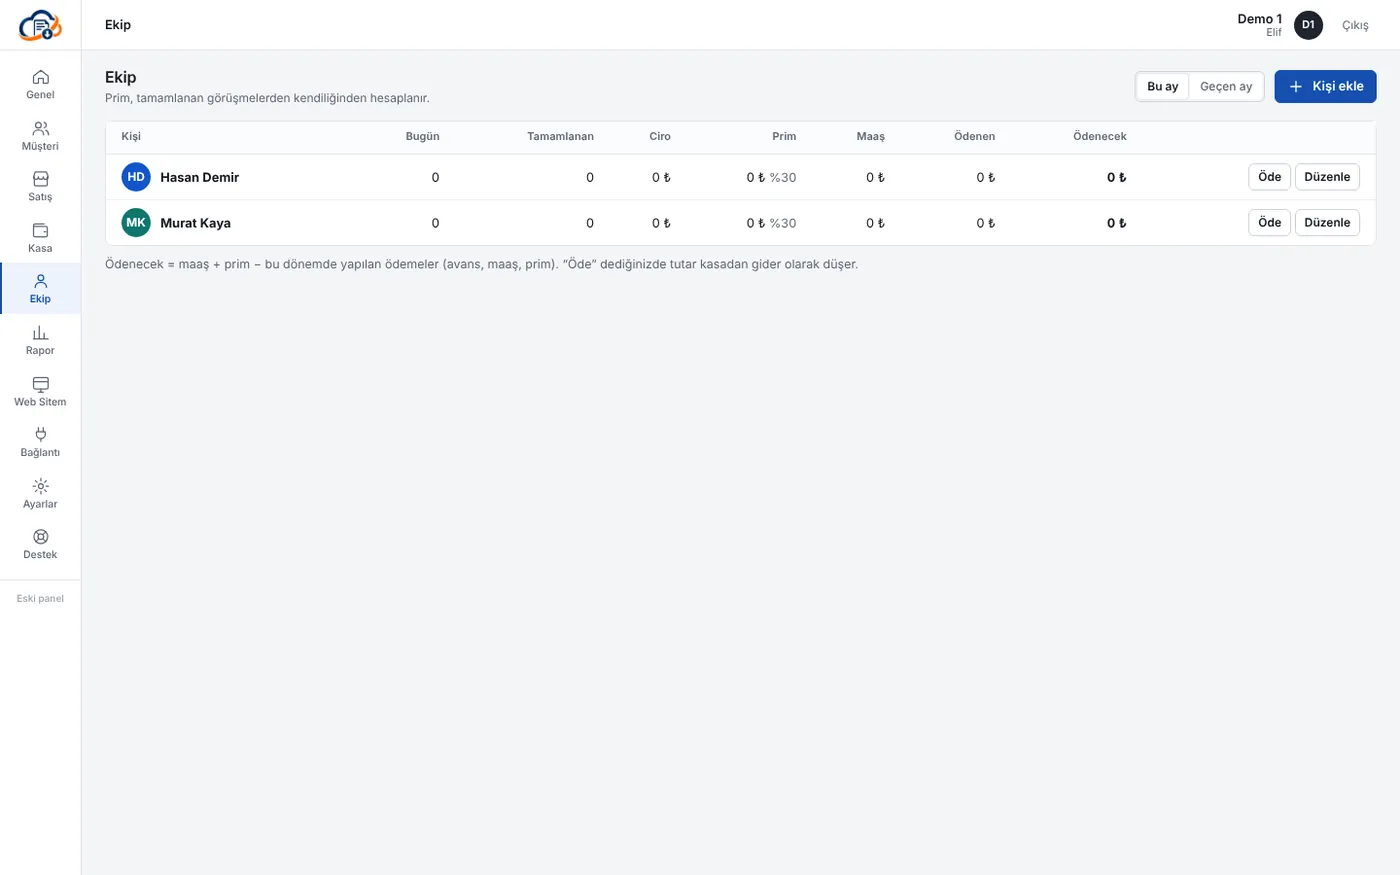 Ekip
Demo 1
Elif
D1
Çıkış
Genel
Müşteri
Satış
Kasa
Ekip
Rapor
Web Sitem
Bağlantı
Ayarlar
Destek
Eski panel
Ekip
Prim, tamamlanan görüşmelerden kendiliğinden hesaplanır.
Bu ay
Geçen ay
+ Kişi ekle
Kişi Bugün Tamamlanan Ciro Prim Maaş Ödenen Ödenecek
HD Hasan Demir 0 0 0 ₺ 0 ₺ %30 0 ₺ 0 ₺ 0 ₺ Öde Düzenle
MK Murat Kaya 0 0 0 ₺ 0 ₺ %30 0 ₺ 0 ₺ 0 ₺ Öde Düzenle
Ödenecek = maaş + prim − bu dönemde yapılan ödemeler (avans, maaş, prim). “Öde” dediğinizde tutar kasadan gider olarak düşer.